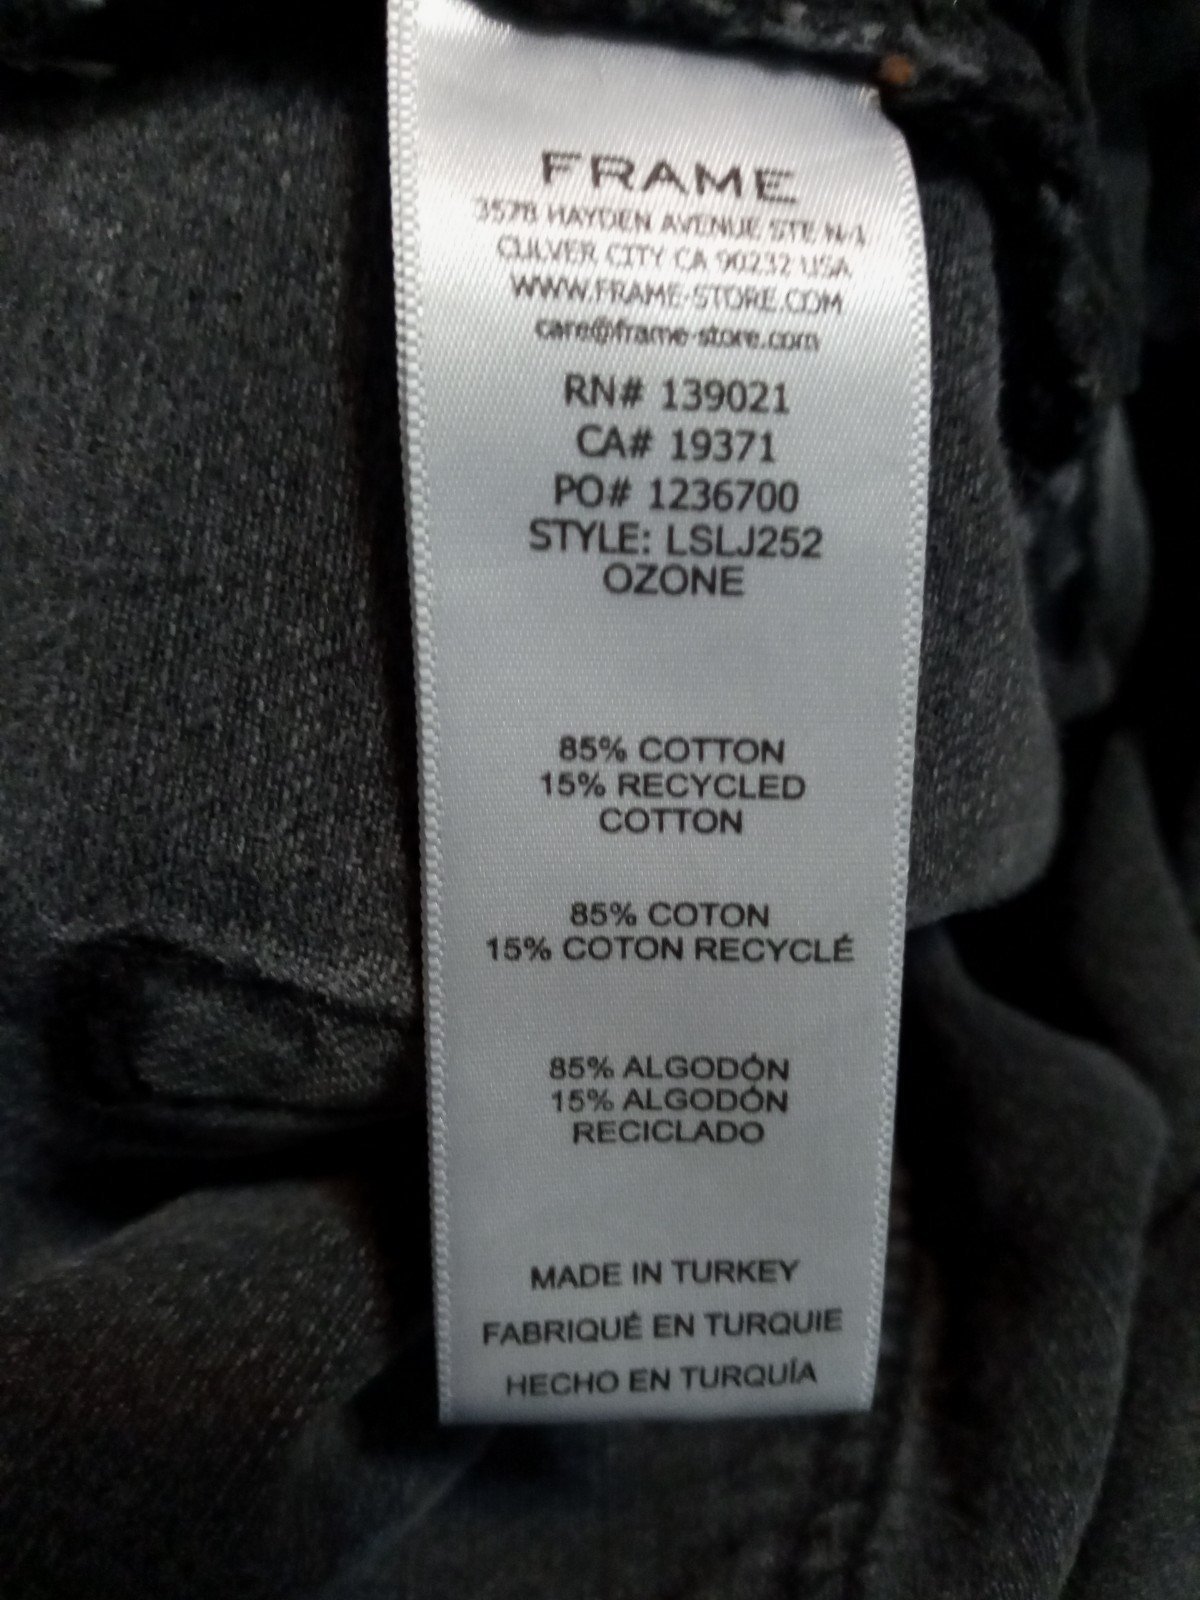 FRAME
3578 HAYDEN AVENUE STE N-1
CULVER CITY CA 90232 USA
WWW.FRAME-STORE.COM
care@frame-store.com
RN# 139021
CA# 19371
PO# 1236700
STYLE: LSLJ252
OZONE
85% COTTON
15% RECYCLED
COTTON
85% COTON
15% COTON RECYCLÉ
85% ALGODÓN
15% ALGODÓN
RECICLADO
MADE IN TURKEY
FABRIQUÉ EN TURQUIE
HECHO EN TURQUÍA